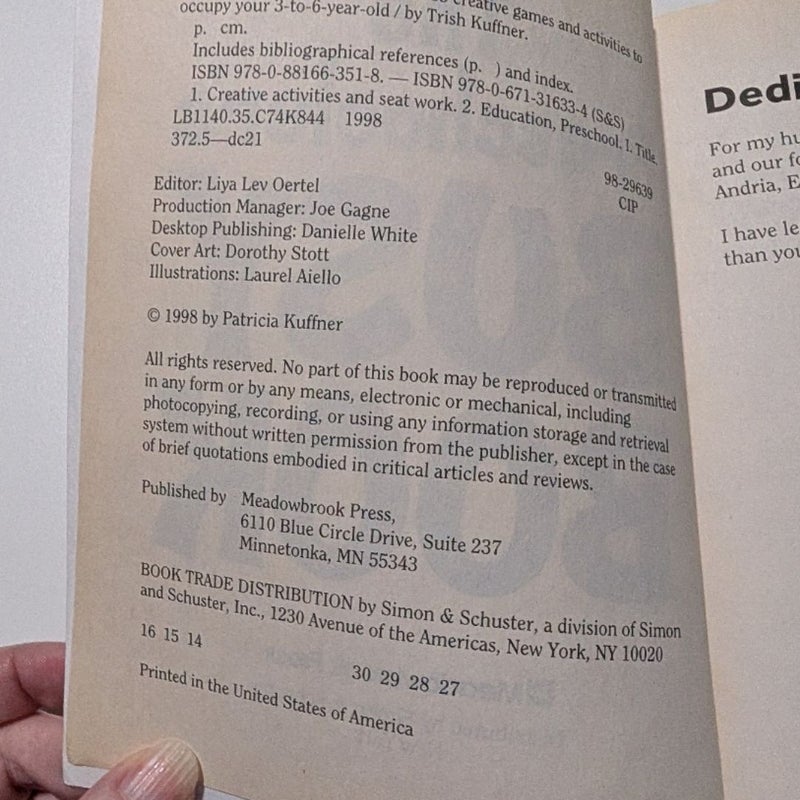 creative games and activities to
occupy your 3-to-6-year-old / by Trish Kuffner.
p. cm.
Includes bibliographical references (p. ) and index.
ISBN 978-0-88166-351-8. — ISBN 978-0-671-31633-4 (S&S)
1. Creative activities and seat work. 2. Education, Preschool. I. Title.
LB1140.35.C74K844 1998
372.5—dc21
98-29639
CIP
Editor: Liya Lev Oertel
Production Manager: Joe Gagne
Desktop Publishing: Danielle White
Cover Art: Dorothy Stott
Illustrations: Laurel Aiello
© 1998 by Patricia Kuffner
All rights reserved. No part of this book may be reproduced or transmitted
in any form or by any means, electronic or mechanical, including
photocopying, recording, or using any information storage and retrieval
system without written permission from the publisher, except in the case
of brief quotations embodied in critical articles and reviews.
Published by Meadowbrook Press,
6110 Blue Circle Drive, Suite 237
Minnetonka, MN 55343
BOOK TRADE DISTRIBUTION by Simon & Schuster, a division of Simon
and Schuster, Inc., 1230 Avenue of the Americas, New York, NY 10020
16 15 14
30 29 28 27
Printed in the United States of America
Dedi
For my hu
and our fo
Andria, E
I have le
than you